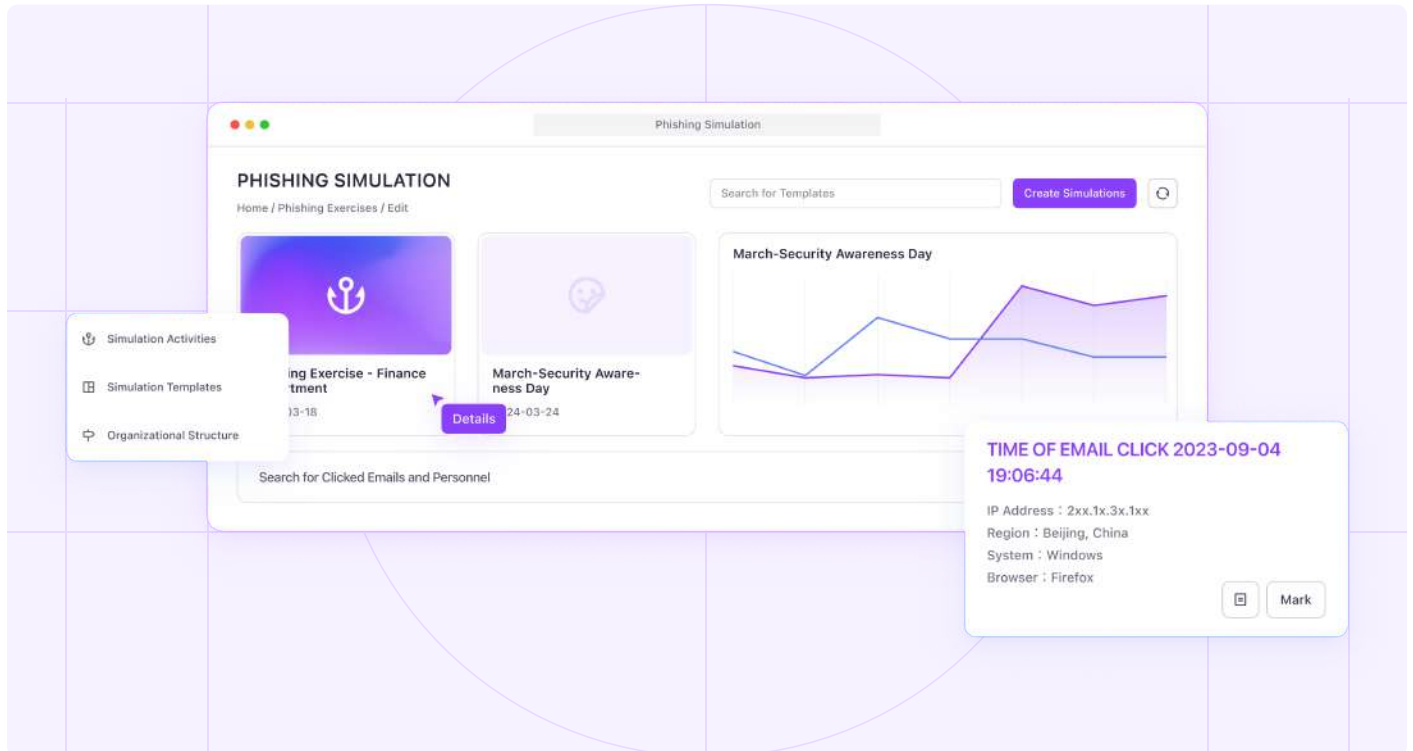 Phishing Simulation
PHISHING SIMULATION
Home / Phishing Exercises / Edit
Search for Templates
Create Simulations
Simulation Activities
Simulation Templates
Organizational Structure
ing Exercise - Finance
tment
03-18
March-Security Aware-
ness Day
24-03-24
Details
March-Security Awareness Day
Search for Clicked Emails and Personnel
TIME OF EMAIL CLICK 2023-09-04
19:06:44
IP Address：2xx.1x.3x.1xx
Region：Beijing, China
System：Windows
Browser：Firefox
Mark